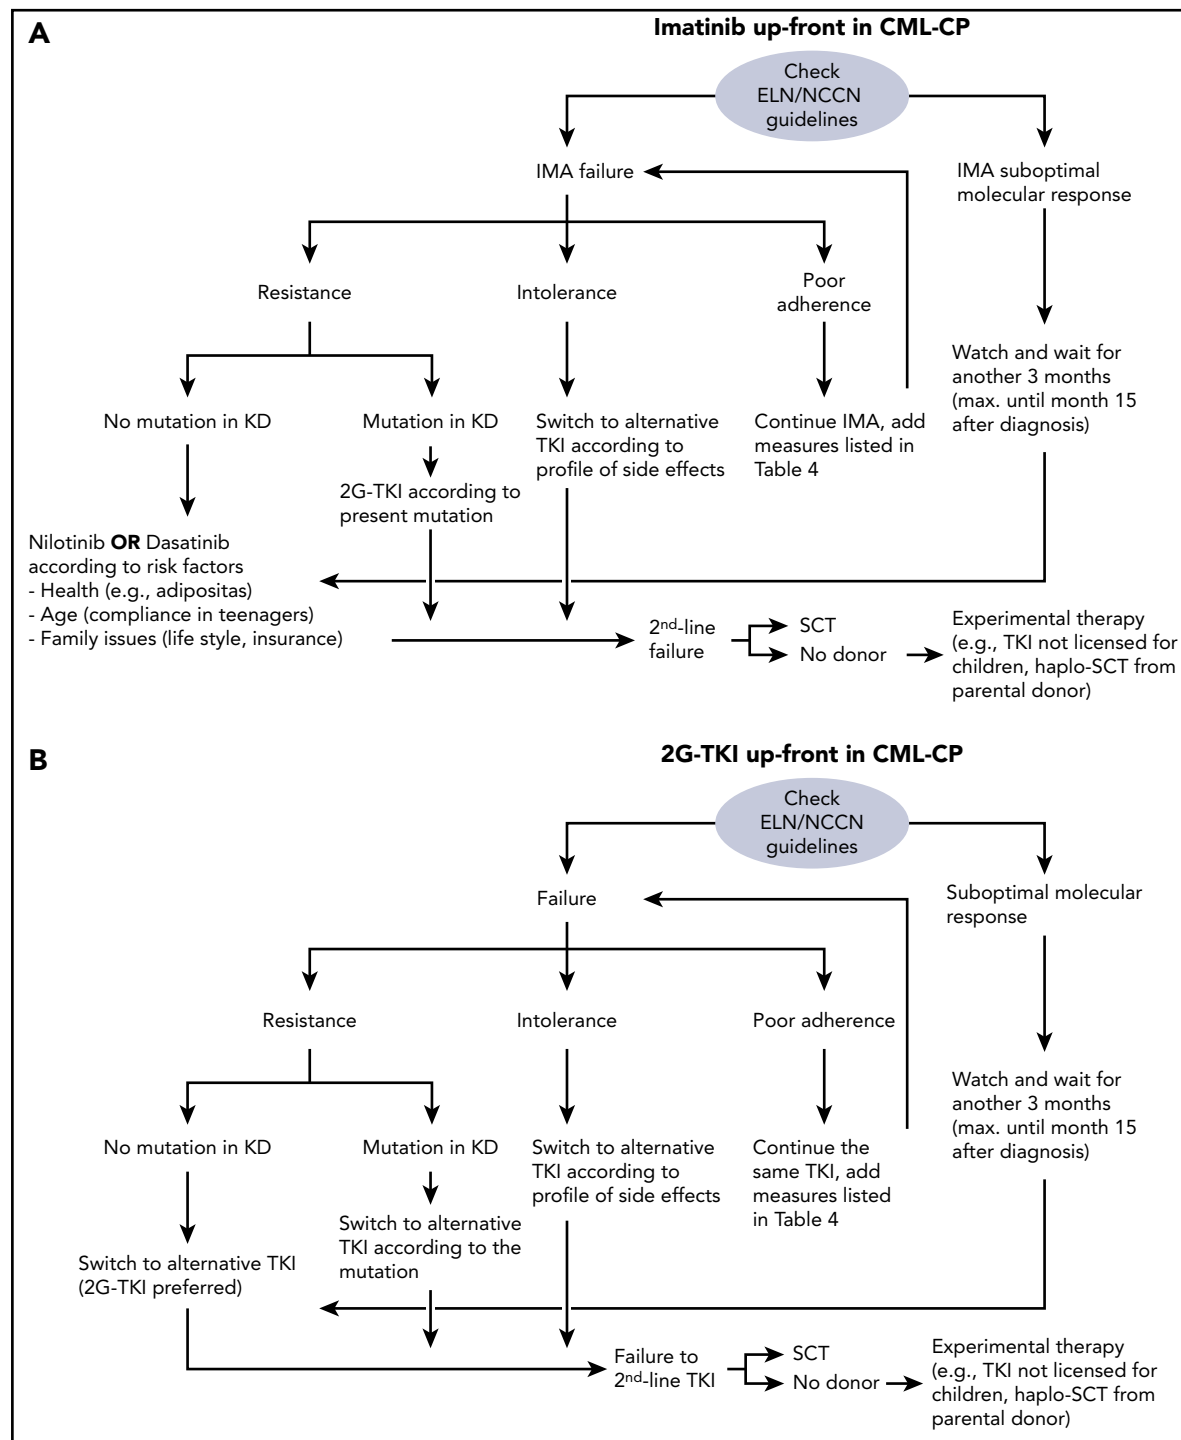 A
Imatinib up-front in CML-CP
Check
ELN/NCCN
guidelines
IMA failure
IMA suboptimal
molecular response
Resistance
Intolerance
Poor
adherence
No mutation in KD
Mutation in KD
Switch to alternative
TKI according to
profile of side effects
Continue IMA, add
measures listed in
Table 4
Watch and wait for
another 3 months
(max. until month 15
after diagnosis)
2G-TKI according to
present mutation
Nilotinib OR Dasatinib
according to risk factors
- Health (e.g., adipositas)
- Age (compliance in teenagers)
- Family issues (life style, insurance)
2nd-line
failure
SCT
No donor
Experimental therapy
(e.g., TKI not licensed for
children, haplo-SCT from
parental donor)
B
2G-TKI up-front in CML-CP
Check
ELN/NCCN
guidelines
Failure
Suboptimal molecular
response
Resistance
Intolerance
Poor adherence
No mutation in KD
Mutation in KD
Switch to alternative
TKI according to
profile of side effects
Continue the
same TKI, add
measures listed
in Table 4
Watch and wait for
another 3 months
(max. until month 15
after diagnosis)
Switch to alternative TKI
(2G-TKI preferred)
Switch to alternative
TKI according to the
mutation
Failure to
2nd-line TKI
SCT
No donor
Experimental therapy
(e.g., TKI not licensed for
children, haplo-SCT from
parental donor)